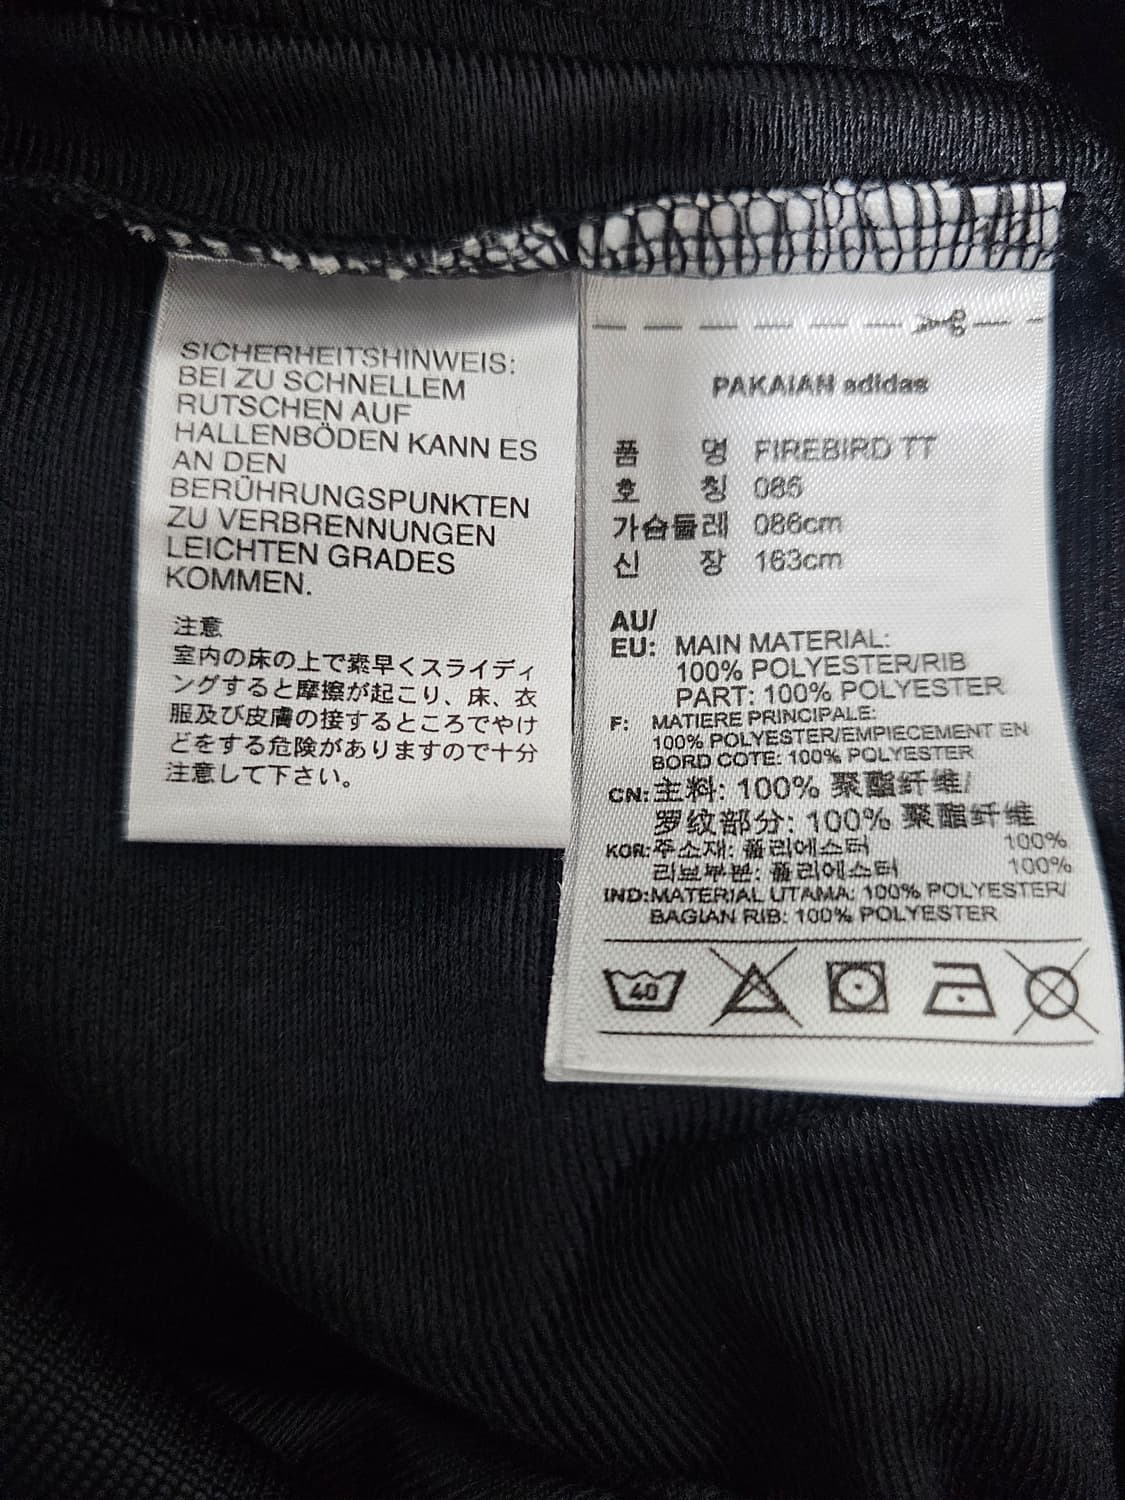 SICHERHEITSHINWEIS:
BEI ZU SCHNELLEM
RUTSCHEN AUF
HALLENBÖDEN KANN ES
AN DEN
BERÜHRUNGSPUNKTEN
ZU VERBRENNUNGEN
LEICHTEN GRADES
KOMMEN.
注意
室内の床の上で素早くスライディ
ングすると摩擦が起こり、床、衣
服及び皮膚の接するところでやけ
どをする危険がありますので十分
注意して下さい。
PAKAIAN adidas
품 명 FIREBIRD TT
호 칭 086
가슴둘레 086cm
신 장 163cm
AU/
EU: MAIN MATERIAL:
100% POLYESTER/RIB
PART: 100% POLYESTER
F: MATIERE PRINCIPALE:
100% POLYESTER/EMPIECEMENT EN
BORD COTE: 100% POLYESTER
CN: 主料: 100% 聚酯纤维/
罗纹部分: 100% 聚酯纤维
KOR: 주소재: 폴리에스터 100%
리브부분: 폴리에스터 100%
IND: MATERIAL UTAMA: 100% POLYESTER/
BAGIAN RIB: 100% POLYESTER
40